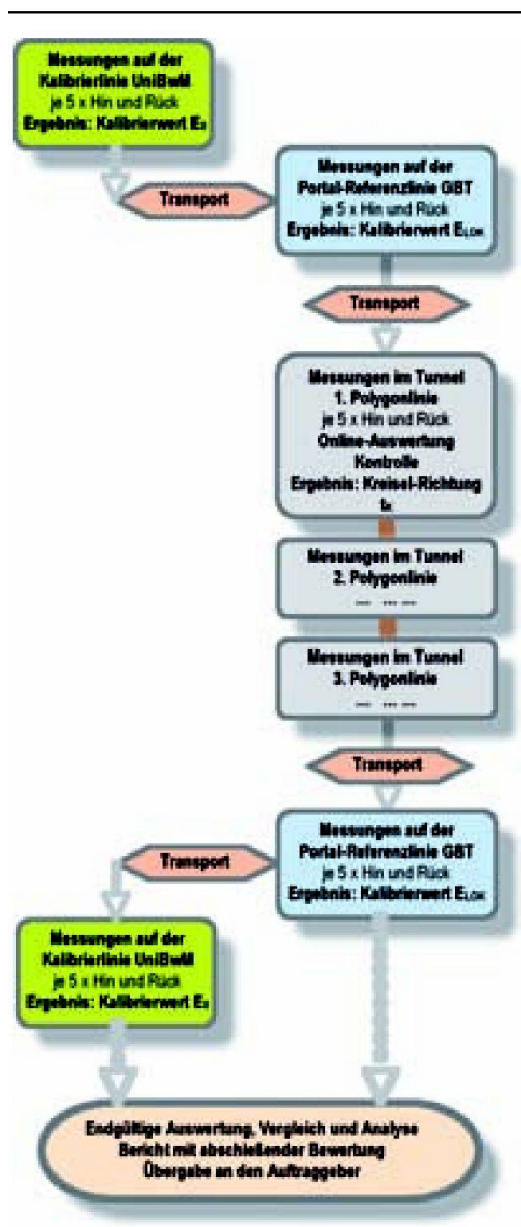 Messungen auf der
Kalibrierlinie UniBwM
je 5 x Hin und Rück
Ergebnis: Kalibrierwert E₀
Transport
Messungen auf der
Portal-Referenzlinie GBT
je 5 x Hin und Rück
Ergebnis: Kalibrierwert E
Transport
Messungen im Tunnel
1. Polygonlinie
je 5 x Hin und Rück
Online-Auswertung
Kontrolle
Ergebnis: Kreisel-Richtung
Messungen im Tunnel
2. Polygonlinie
... ... ...
Messungen im Tunnel
3. Polygonlinie
... ... ...
Transport
Messungen auf der
Portal-Referenzlinie GBT
je 5 x Hin und Rück
Ergebnis: Kalibrierwert E
Transport
Messungen auf der
Kalibrierlinie UniBwM
je 5 x Hin und Rück
Ergebnis: Kalibrierwert E₀
Endgültige Auswertung, Vergleich und Analyse
Bericht mit abschießender Bewertung
Übergabe an den Auftraggeber